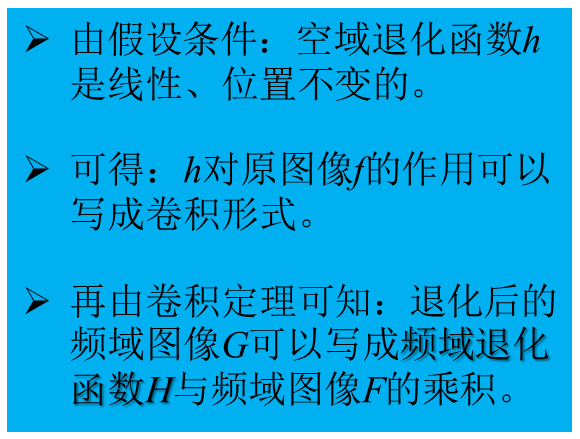 ➢ 由假设条件：空域退化函数h
是线性、位置不变的。
➢ 可得：h对原图像f的作用可以
写成卷积形式。
➢ 再由卷积定理可知：退化后的
频域图像G可以写成频域退化
函数H与频域图像F的乘积。